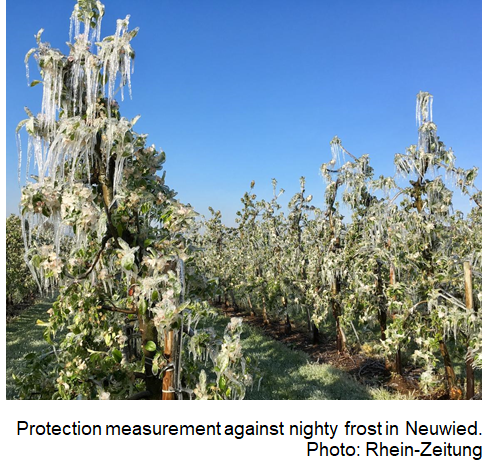 Protection measurement against nighty frost in Neuwied.
Photo: Rhein-Zeitung